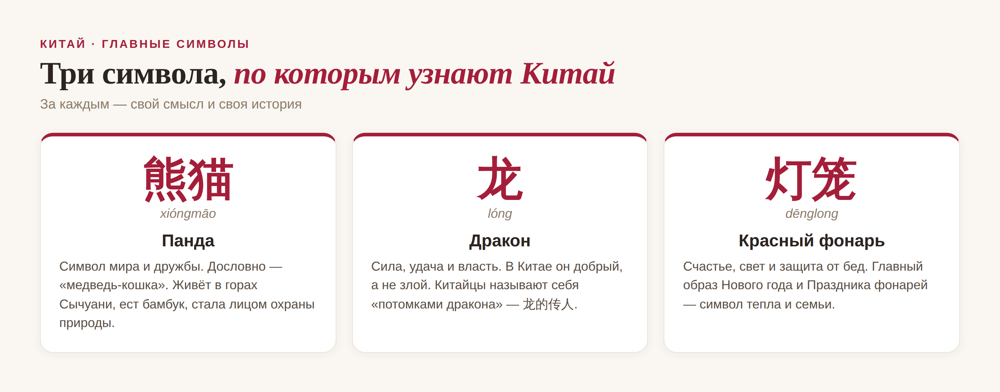 КИТАЙ · ГЛАВНЫЕ СИМВОЛЫ
Три символа, по которым узнают Китай
За каждым — свой смысл и своя история
熊猫
xióngmāo
Панда
Символ мира и дружбы. Дословно —
«медведь-кошка». Живёт в горах
Сычуани, ест бамбук, стала лицом охраны
природы.
龙
lóng
Дракон
Сила, удача и власть. В Китае он добрый,
а не злой. Китайцы называют себя
«потомками дракона» — 龙的传人.
灯笼
dēnglong
Красный фонарь
Счастье, свет и защита от бед. Главный
образ Нового года и Праздника фонарей
— символ тепла и семьи.